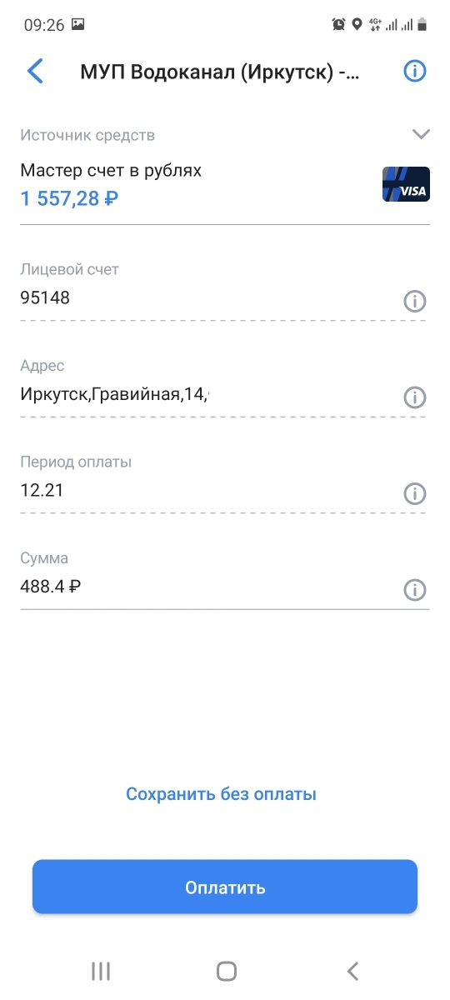 09:26
4G+
МУП Водоканал (Иркутск) -...
Источник средств
Мастер счет в рублях
1 557,28 ₽
VISA
Лицевой счет
95148
Адрес
Иркутск,Гравийная,14,
Период оплаты
12.21
Сумма
488.4 ₽
Сохранить без оплаты
Оплатить